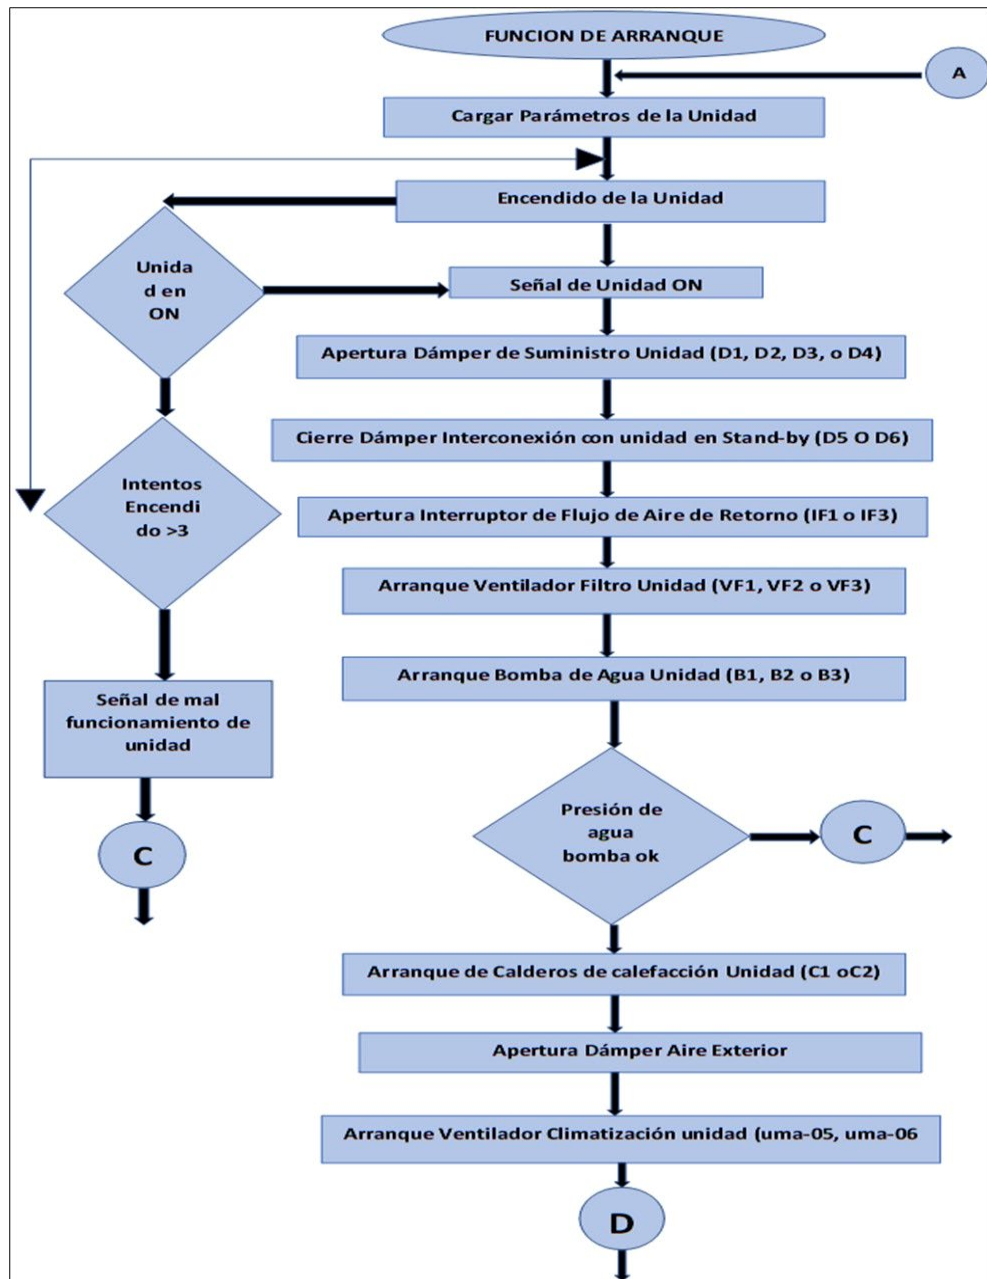 FUNCION DE ARRANQUE
A
Cargar Parámetros de la Unidad
Encendido de la Unidad
Unida
d en
ON
Señal de Unidad ON
Apertura Dámper de Suministro Unidad (D1, D2, D3, o D4)
Cierre Dámper Interconexión con unidad en Stand-by (D5 O D6)
Intentos
Encendi
do >3
Apertura Interruptor de Flujo de Aire de Retorno (IF1 o IF3)
Arranque Ventilador Filtro Unidad (VF1, VF2 o VF3)
Arranque Bomba de Agua Unidad (B1, B2 o B3)
Señal de mal
funcionamiento de
unidad
C
Presión de
agua
bomba ok
C
Arranque de Calderos de calefacción Unidad (C1 oC2)
Apertura Dámper Aire Exterior
Arranque Ventilador Climatización unidad (uma-05, uma-06
D